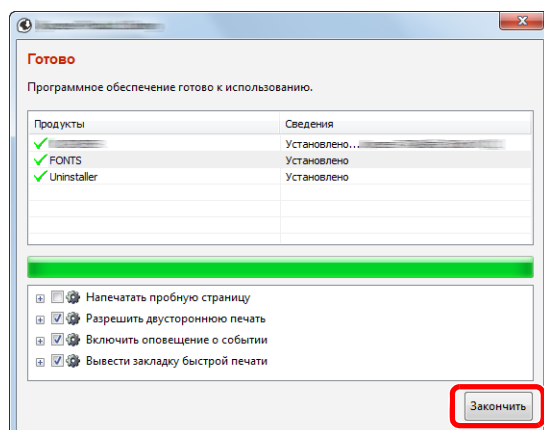 Готово
Программное обеспечение готово к использованию.
Продукты Сведения
Установлено...
FONTS Установлено
Uninstaller Установлено
Напечатать пробную страницу
Разрешить двустороннюю печать
Включить оповещение о событии
Вывести закладку быстрой печати
Закончить